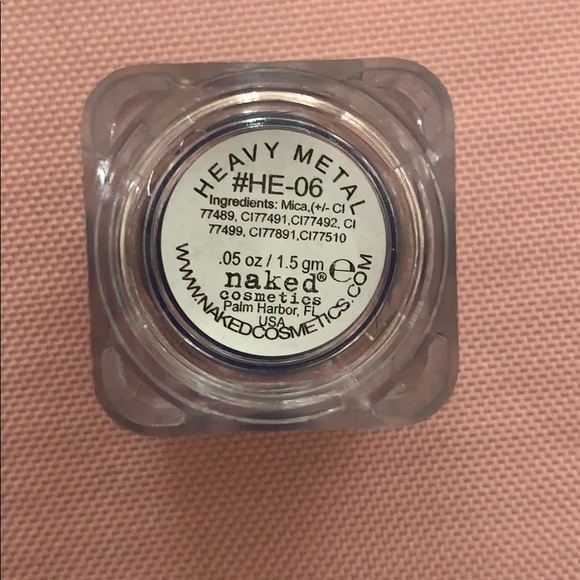 HEAVY METAL
#HE-06
Ingredients: Mica,(+/- CI
77489, CI77491,CI77492, CI
77499, CI77891,CI77510
.05 oz / 1.5 gm e
naked®
cosmetics
Palm Harbor, FL
USA
WWW.NAKEDCOSMETICS.COM